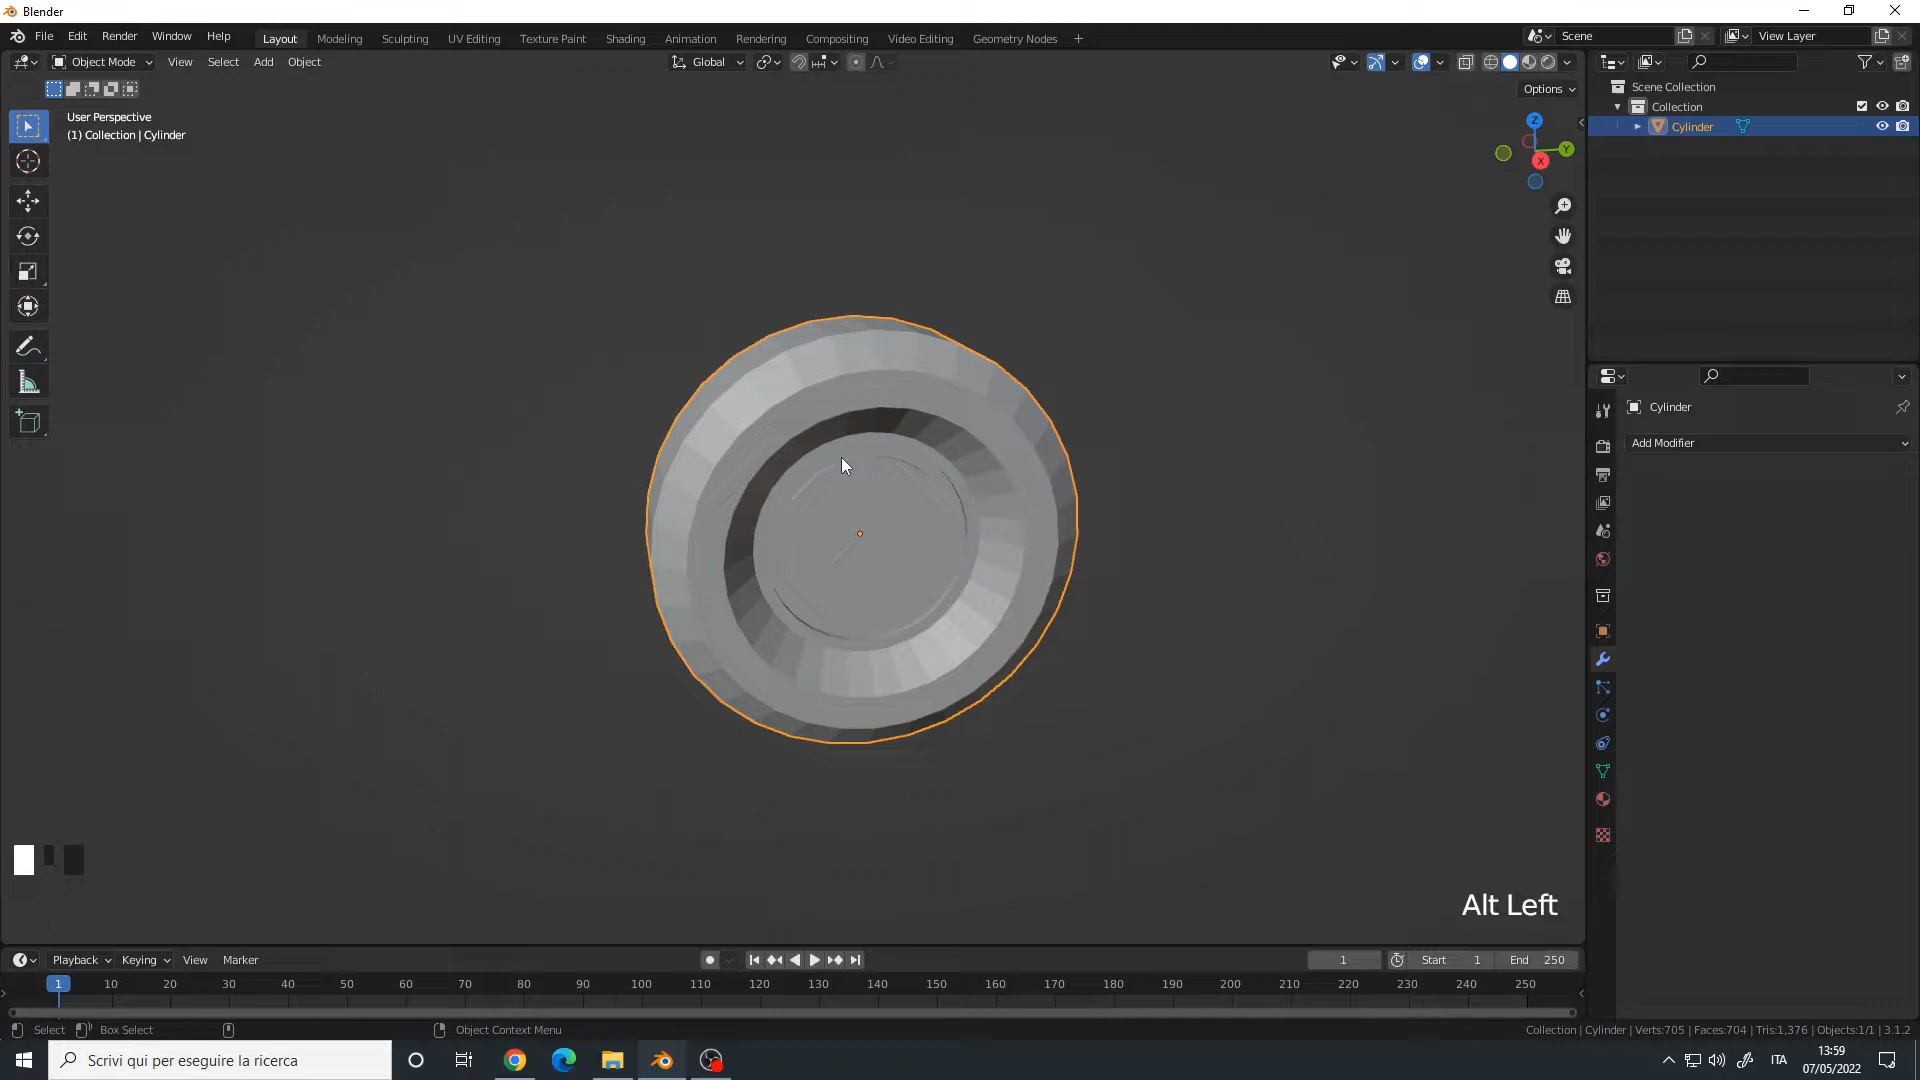 Blender
File Edit Render Window Help
Layout Modeling Sculpting UV Editing Texture Paint Shading Animation Rendering Compositing Video Editing Geometry Nodes +
Scene
View Layer
Object Mode View Select Add Object
Global
Options
User Perspective
(1) Collection | Cylinder
Z
Y
X
Scene Collection
Collection
Cylinder
Cylinder
Add Modifier
Alt Left
Playback Keying View Marker
1 Start 1 End 250
1 10 20 30 40 50 60 70 80 90 100 110 120 130 140 150 160 170 180 190 200 210 220 230 240 250
Select Box Select Object Context Menu
Collection | Cylinder | Verts:705 | Faces:704 | Tris:1,376 | Objects:1/1 | 3.1.2
Scrivi qui per eseguire la ricerca
ITA
13:59
07/05/2022